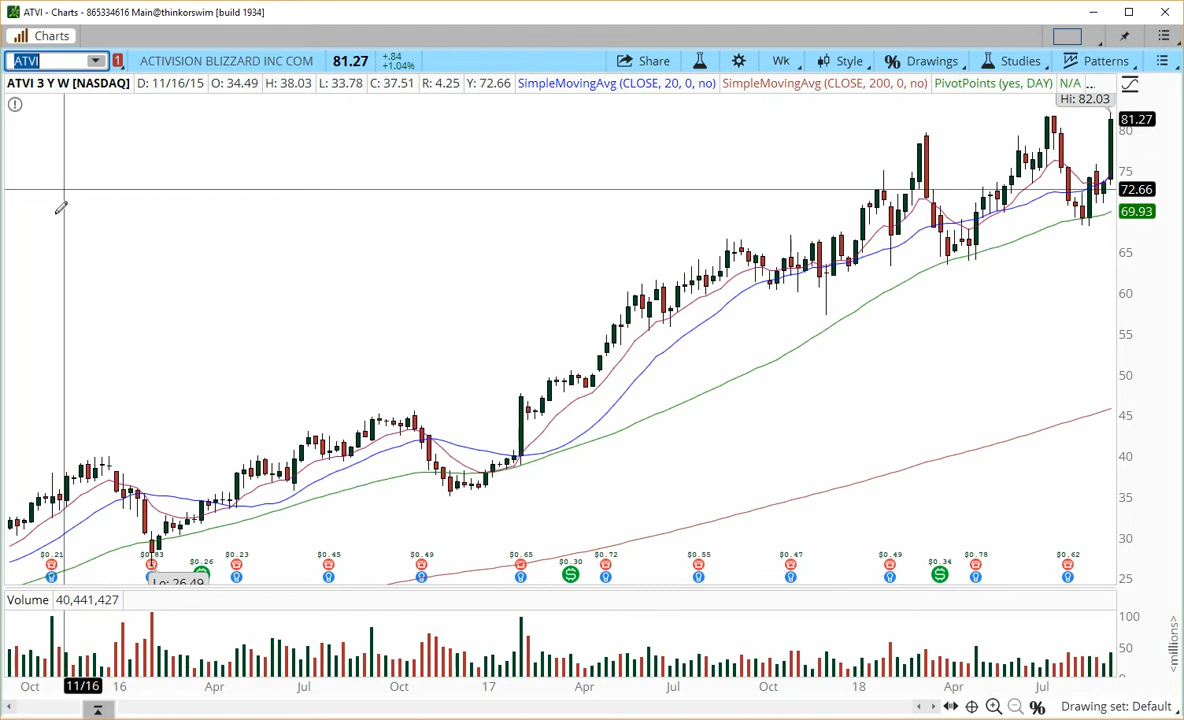 ATVI - Charts - 865334616 Main@thinkorswim [build 1934]
Charts
ATVI 1 ACTIVISION BLIZZARD INC COM 81.27 +.84 +1.04% Share Wk Style % Drawings Studies Patterns
ATVI 3 Y W [NASDAQ] D: 11/16/15 O: 34.49 H: 38.03 L: 33.78 C: 37.51 R: 4.25 Y: 72.66 SimpleMovingAvg (CLOSE, 20, 0, no) SimpleMovingAvg (CLOSE, 200, 0, no) PivotPoints (yes, DAY) N/A ...
Hi: 82.03
81.27
80
75
72.66
69.93
65
60
55
50
45
40
35
30
25
$0.21 $0.26 $0.23 $0.45 $0.49 $0.65 $0.30 $0.72 $0.55 $0.47 $0.49 $0.34 $0.78 $0.62
Lo: 26.49
Volume 40,441,427
100
50
0
<millions>
Oct 11/16 16 Apr Jul Oct 17 Apr Jul Oct 18 Apr Jul
% Drawing set: Default